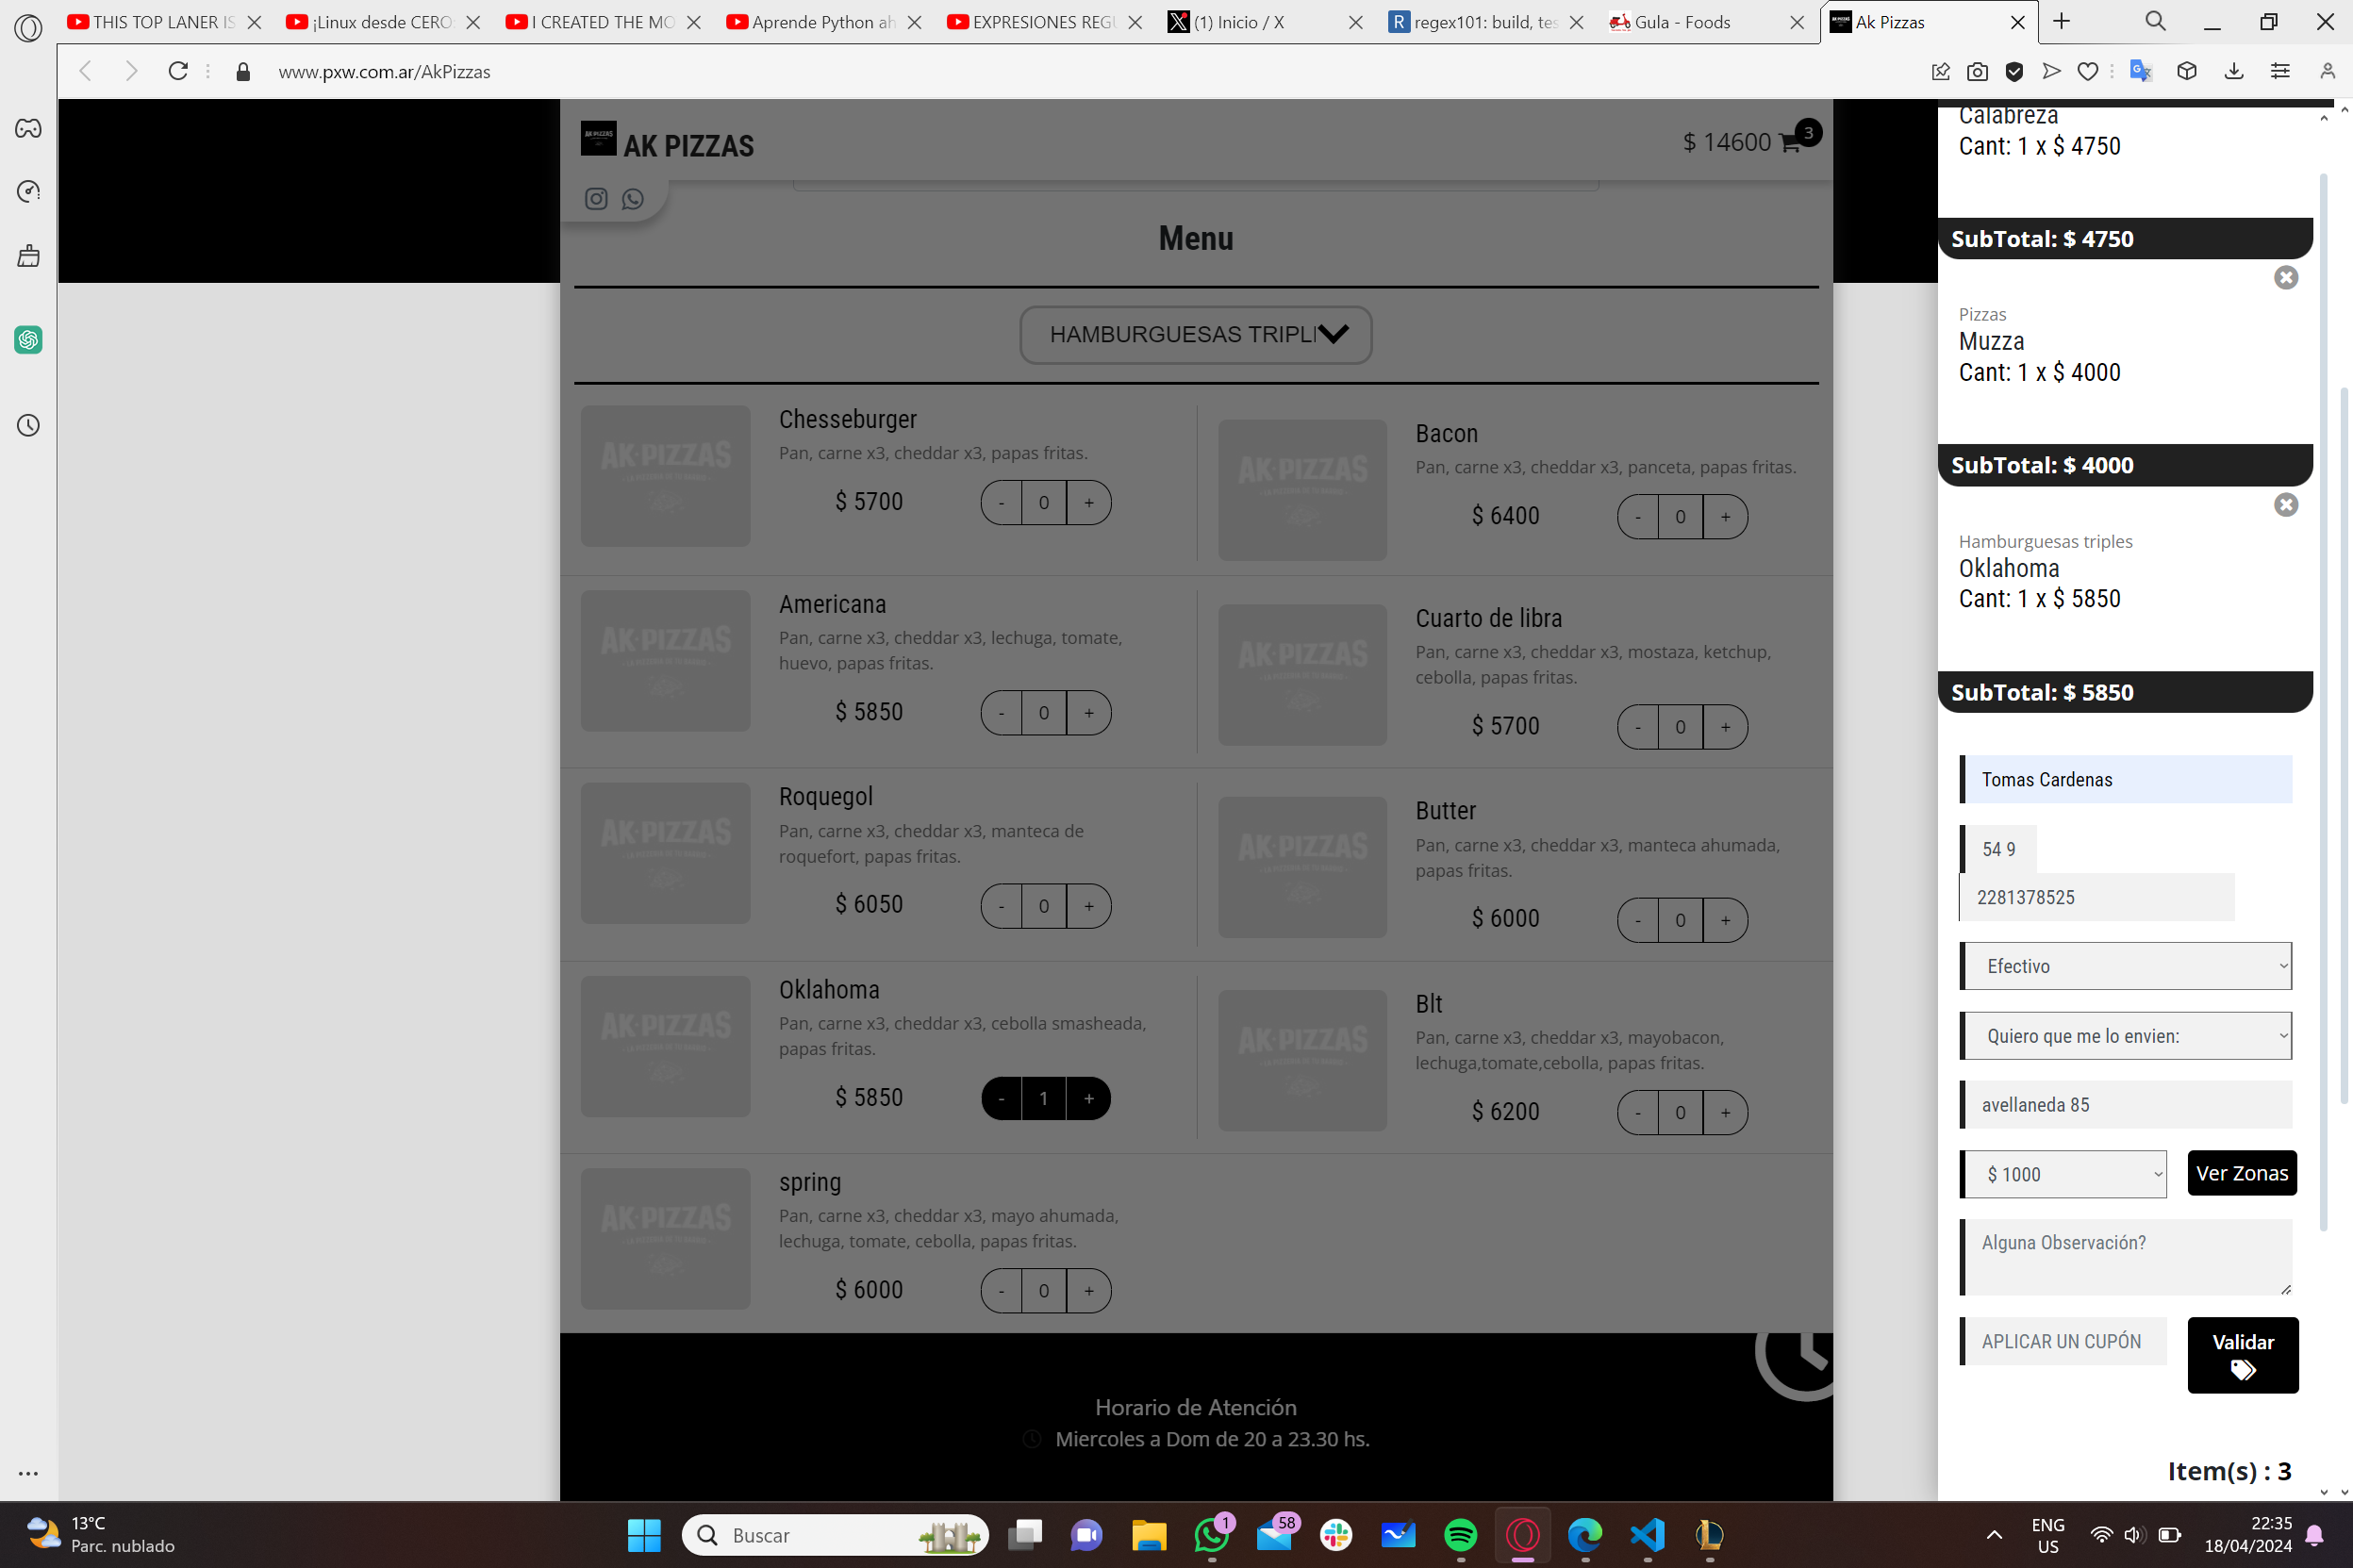 THIS TOP LANER IS
¡Linux desde CERO
I CREATED THE MO
Aprende Python ah
EXPRESIONES REGU
(1) Inicio / X
regex101: build, tes
Gula - Foods
Ak Pizzas
www.pxw.com.ar/AkPizzas
AK PIZZAS
$ 14600
3
Menu
HAMBURGUESAS TRIPLI
Chesseburger
Pan, carne x3, cheddar x3, papas fritas.
$ 5700
- 0 +
Bacon
Pan, carne x3, cheddar x3, panceta, papas fritas.
$ 6400
- 0 +
Americana
Pan, carne x3, cheddar x3, lechuga, tomate,
huevo, papas fritas.
$ 5850
- 0 +
Cuarto de libra
Pan, carne x3, cheddar x3, mostaza, ketchup,
cebolla, papas fritas.
$ 5700
- 0 +
Roquegol
Pan, carne x3, cheddar x3, manteca de
roquefort, papas fritas.
$ 6050
- 0 +
Butter
Pan, carne x3, cheddar x3, manteca ahumada,
papas fritas.
$ 6000
- 0 +
Oklahoma
Pan, carne x3, cheddar x3, cebolla smasheada,
papas fritas.
$ 5850
- 1 +
Blt
Pan, carne x3, cheddar x3, mayobacon,
lechuga,tomate,cebolla, papas fritas.
$ 6200
- 0 +
spring
Pan, carne x3, cheddar x3, mayo ahumada,
lechuga, tomate, cebolla, papas fritas.
$ 6000
- 0 +
Horario de Atención
Miercoles a Dom de 20 a 23.30 hs.
Calabreza
Cant: 1 x $ 4750
SubTotal: $ 4750
Pizzas
Muzza
Cant: 1 x $ 4000
SubTotal: $ 4000
Hamburguesas triples
Oklahoma
Cant: 1 x $ 5850
SubTotal: $ 5850
Tomas Cardenas
54 9
2281378525
Efectivo
Quiero que me lo envien:
avellaneda 85
$ 1000
Ver Zonas
Alguna Observación?
APLICAR UN CUPÓN
Validar
Item(s) : 3
13°C
Parc. nublado
Buscar
1
58
ENG
US
22:35
18/04/2024